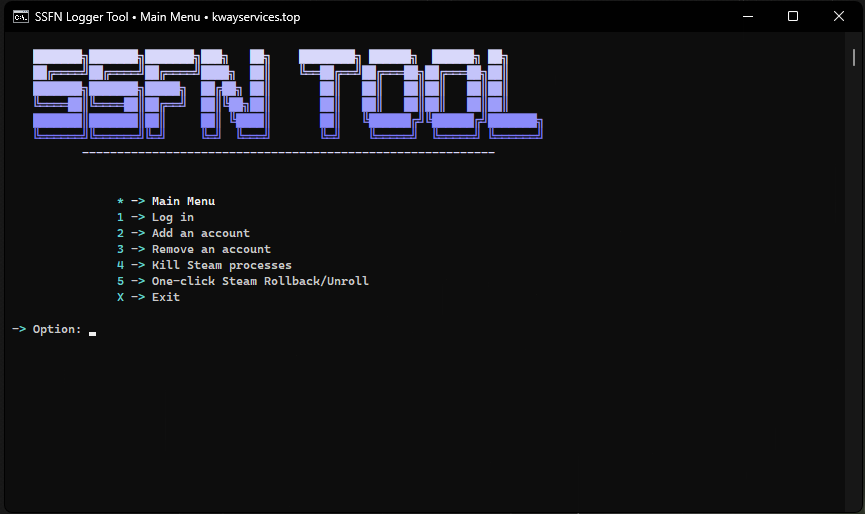 SSFN Logger Tool • Main Menu • kwayservices.top
SSFN TOOL
* -> Main Menu
1 -> Log in
2 -> Add an account
3 -> Remove an account
4 -> Kill Steam processes
5 -> One-click Steam Rollback/Unroll
X -> Exit
-> Option: